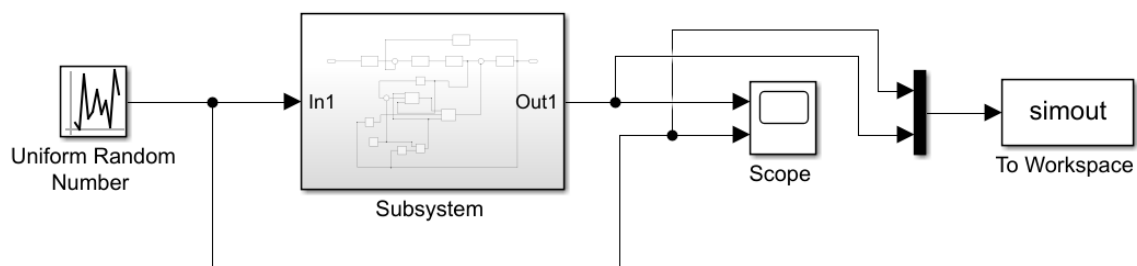 Uniform Random
Number
In1
Out1
Subsystem
Scope
simout
To Workspace